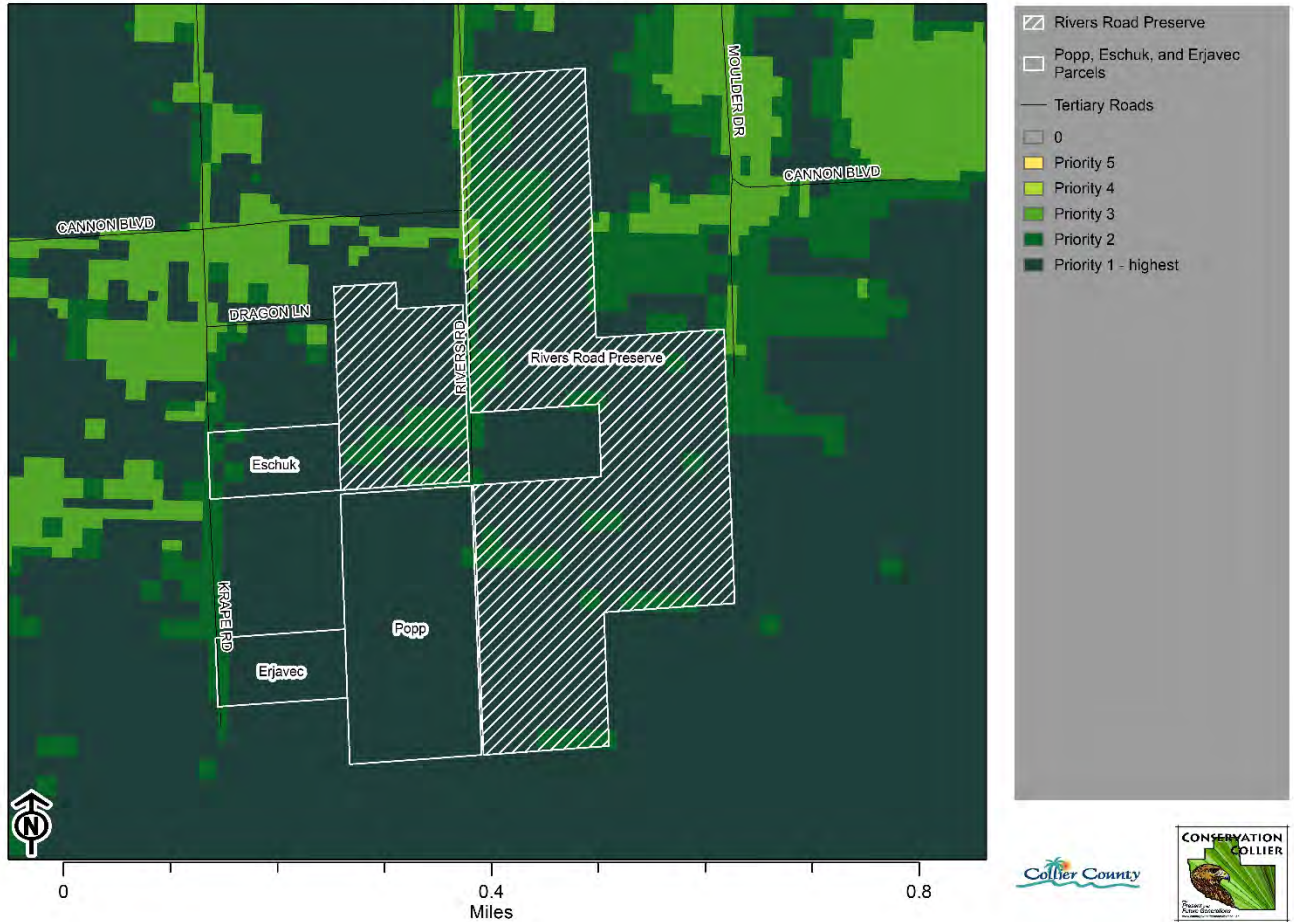 MOULDER DR
CANNON BLVD
CANNON BLVD
DRAGON LN
RIVERS RD
Rivers Road Preserve
Eschuk
KRAPE RD
Popp
Erjavec
N
0
0.4
0.8
Miles
Rivers Road Preserve
Popp, Eschuk, and Erjavec
Parcels
Tertiary Roads
0
Priority 5
Priority 4
Priority 3
Priority 2
Priority 1 - highest
Collier County
CONSERVATION
COLLIER
Future Generations